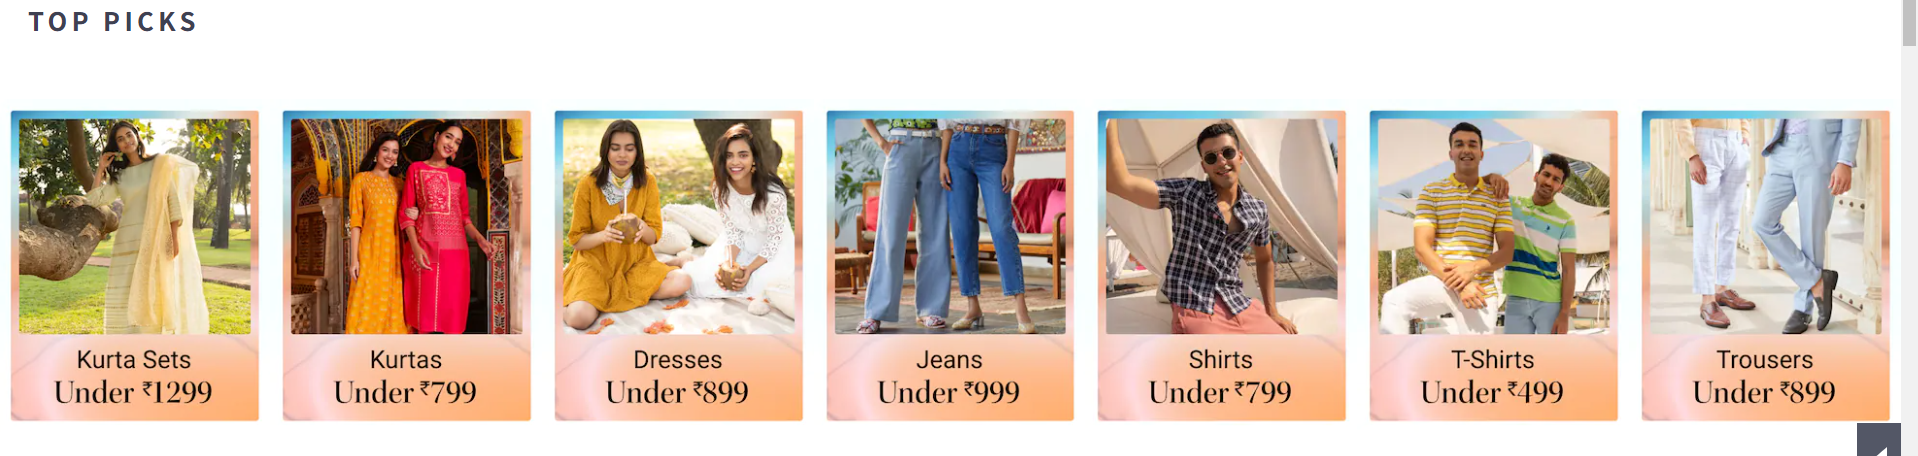 TOP PICKS
Kurta Sets
Under ₹1299
Kurtas
Under ₹799
Dresses
Under ₹899
Jeans
Under ₹999
Shirts
Under ₹799
T-Shirts
Under ₹499
Trousers
Under ₹899